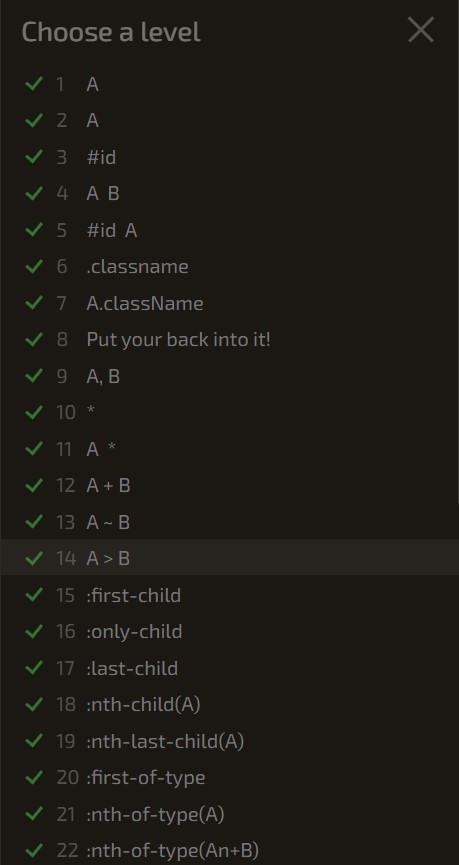 Choose a level
1 A
2 A
3 #id
4 A B
5 #id A
6 .classname
7 A.className
8 Put your back into it!
9 A, B
10 *
11 A *
12 A + B
13 A ~ B
14 A > B
15 :first-child
16 :only-child
17 :last-child
18 :nth-child(A)
19 :nth-last-child(A)
20 :first-of-type
21 :nth-of-type(A)
22 :nth-of-type(An+B)